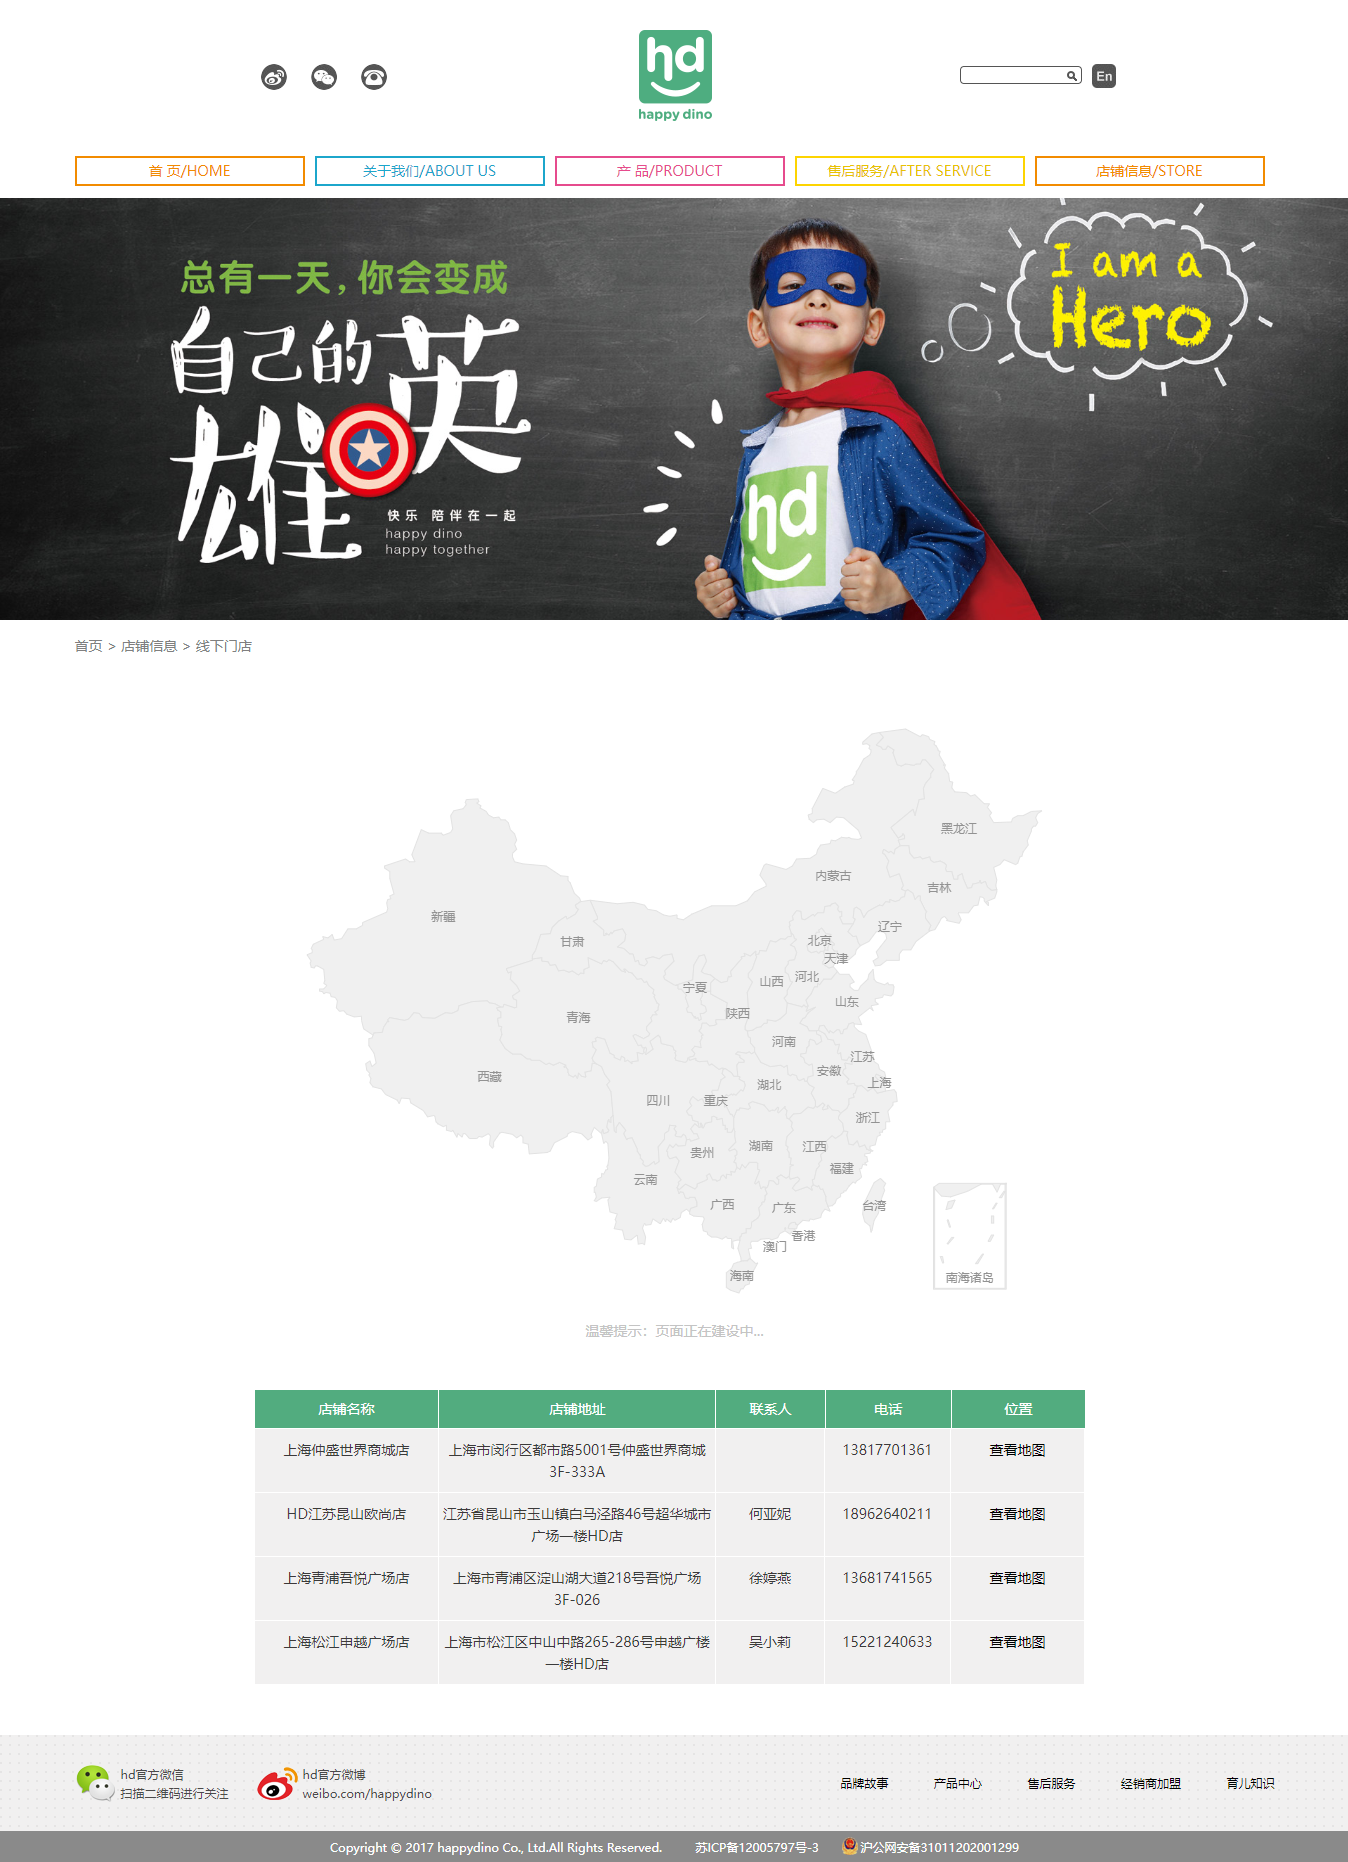 hd
happy dino
En
首 页/HOME
关于我们/ABOUT US
产 品/PRODUCT
售后服务/AFTER SERVICE
店铺信息/STORE
总有一天，你会变成
自己的英雄
快乐 陪伴在一起
happy dino
happy together
I am a
Hero
hd
首页 > 店铺信息 > 线下门店
黑龙江
内蒙古
吉林
新疆
辽宁
甘肃
北京
天津
宁夏
山西
河北
山东
青海
陕西
河南
江苏
西藏
安徽
上海
湖北
四川
重庆
浙江
湖南
江西
贵州
福建
云南
广西
广东
台湾
香港
澳门
海南
南海诸岛
温馨提示：页面正在建设中...
店铺名称 店铺地址 联系人 电话 位置
上海仲盛世界商城店 上海市闵行区都市路5001号仲盛世界商城 13817701361 查看地图
3F-333A
HD江苏昆山欧尚店 江苏省昆山市玉山镇白马泾路46号超华城市 何亚妮 18962640211 查看地图
广场一楼HD店
上海青浦吾悦广场店 上海市青浦区淀山湖大道218号吾悦广场 徐婷燕 13681741565 查看地图
3F-026
上海松江申越广场店 上海市松江区中山中路265-286号申越广楼 吴小莉 15221240633 查看地图
一楼HD店
hd官方微信
扫描二维码进行关注
hd官方微博
weibo.com/happydino
品牌故事 产品中心 售后服务 经销商加盟 育儿知识
Copyright © 2017 happydino Co., Ltd.All Rights Reserved. 苏ICP备12005797号-3 沪公网安备31011202001299